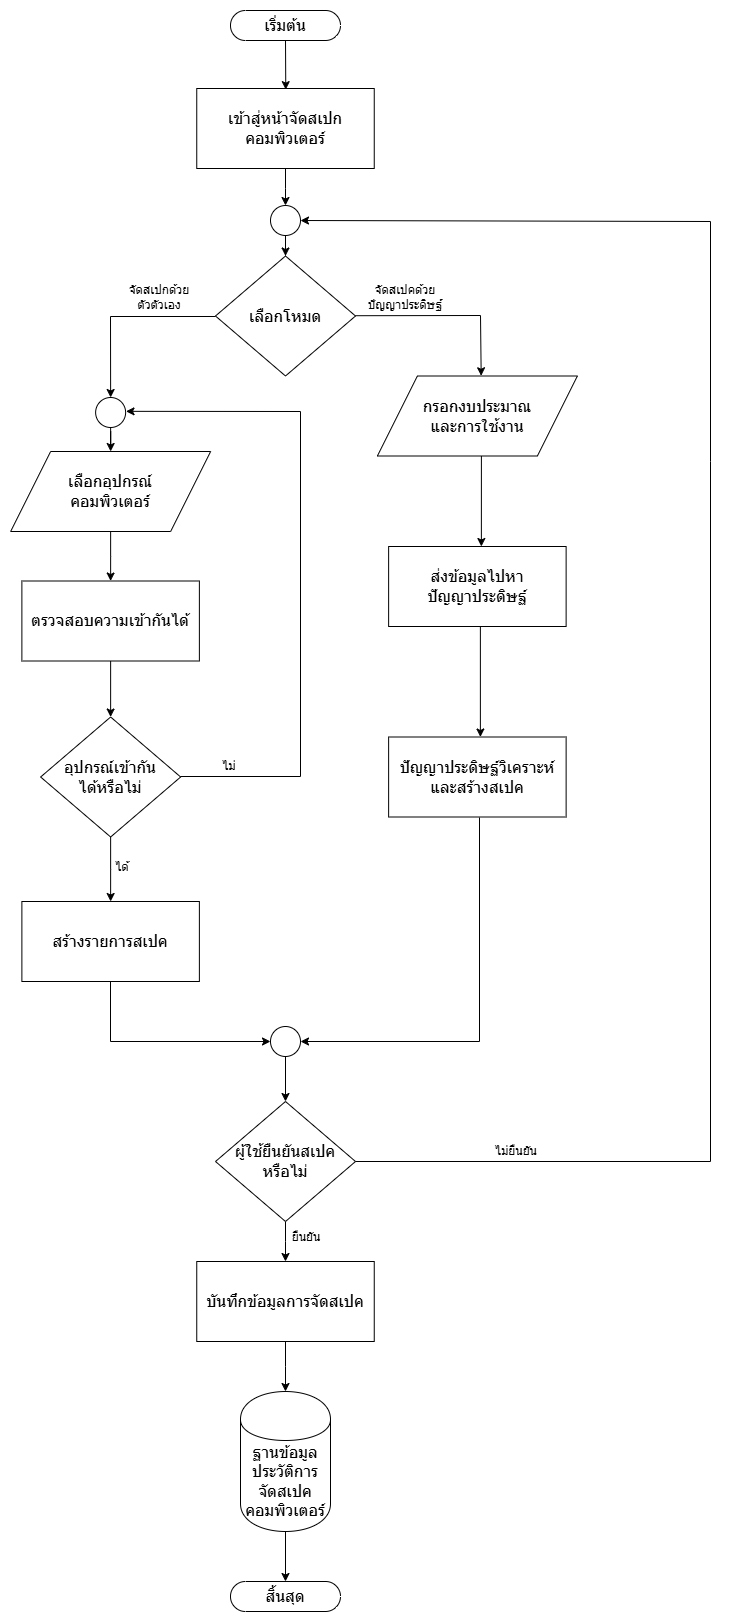 เริ่มต้น
เข้าสู่หน้าจัดสเปก
คอมพิวเตอร์
เลือกโหมด
จัดสเปกด้วย
ตัวตัวเอง
จัดสเปคด้วย
ปัญญาประดิษฐ์
เลือกอุปกรณ์
คอมพิวเตอร์
ตรวจสอบความเข้ากันได้
อุปกรณ์เข้ากัน
ได้หรือไม่
ไม่
ได้
สร้างรายการสเปค
กรอกงบประมาณ
และการใช้งาน
ส่งข้อมูลไปหา
ปัญญาประดิษฐ์
ปัญญาประดิษฐ์วิเคราะห์
และสร้างสเปค
ผู้ใช้ยืนยันสเปค
หรือไม่
ไม่ยืนยัน
ยืนยัน
บันทึกข้อมูลการจัดสเปค
ฐานข้อมูล
ประวัติการ
จัดสเปค
คอมพิวเตอร์
สิ้นสุด